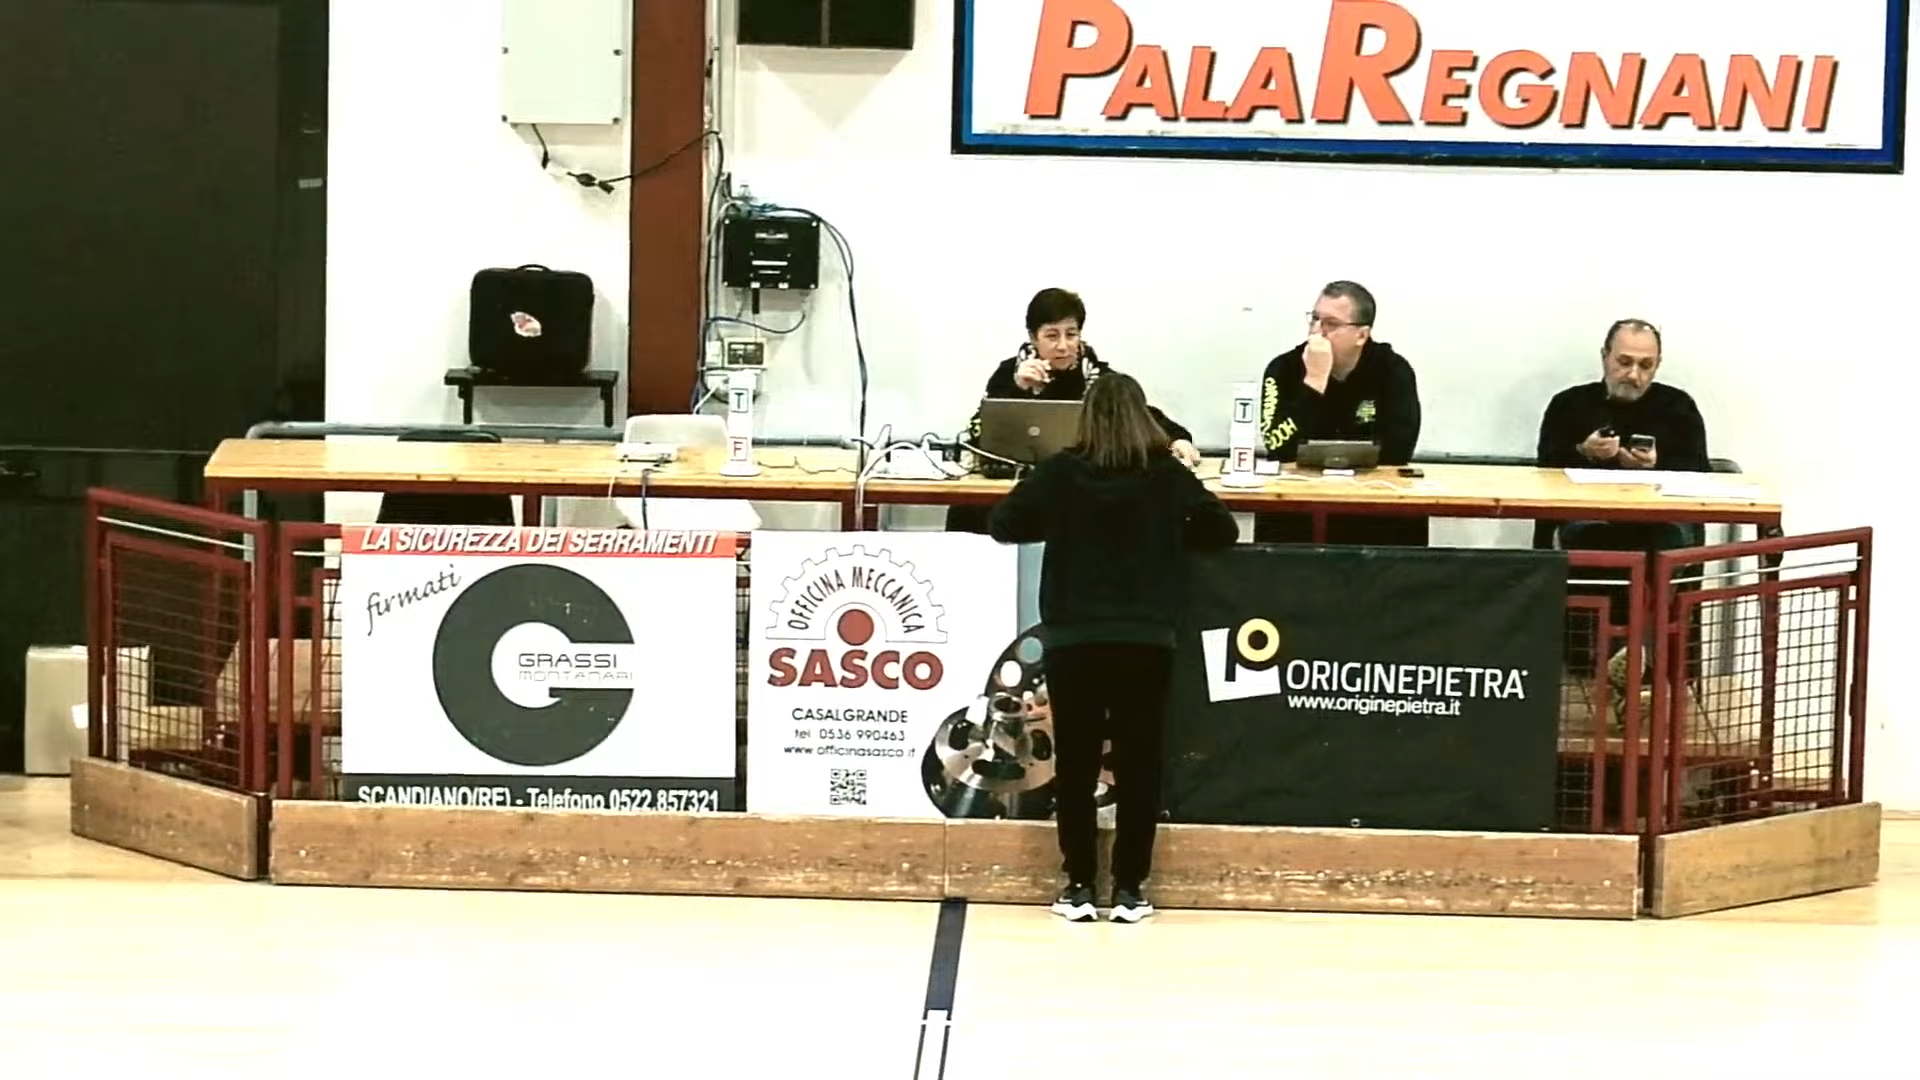 PALAREGNANI
T
F
T
F
LA SICUREZZA DEI SERRAMENTI
firmati
GRASSI
MONTANARI
SCANDIANO(RE) - Telefono 0522.857321
OFFICINA MECCANICA
SASCO
CASALGRANDE
tel 0536 990463
www officinasasco it
ORIGINEPIETRA
www.originepietra.it